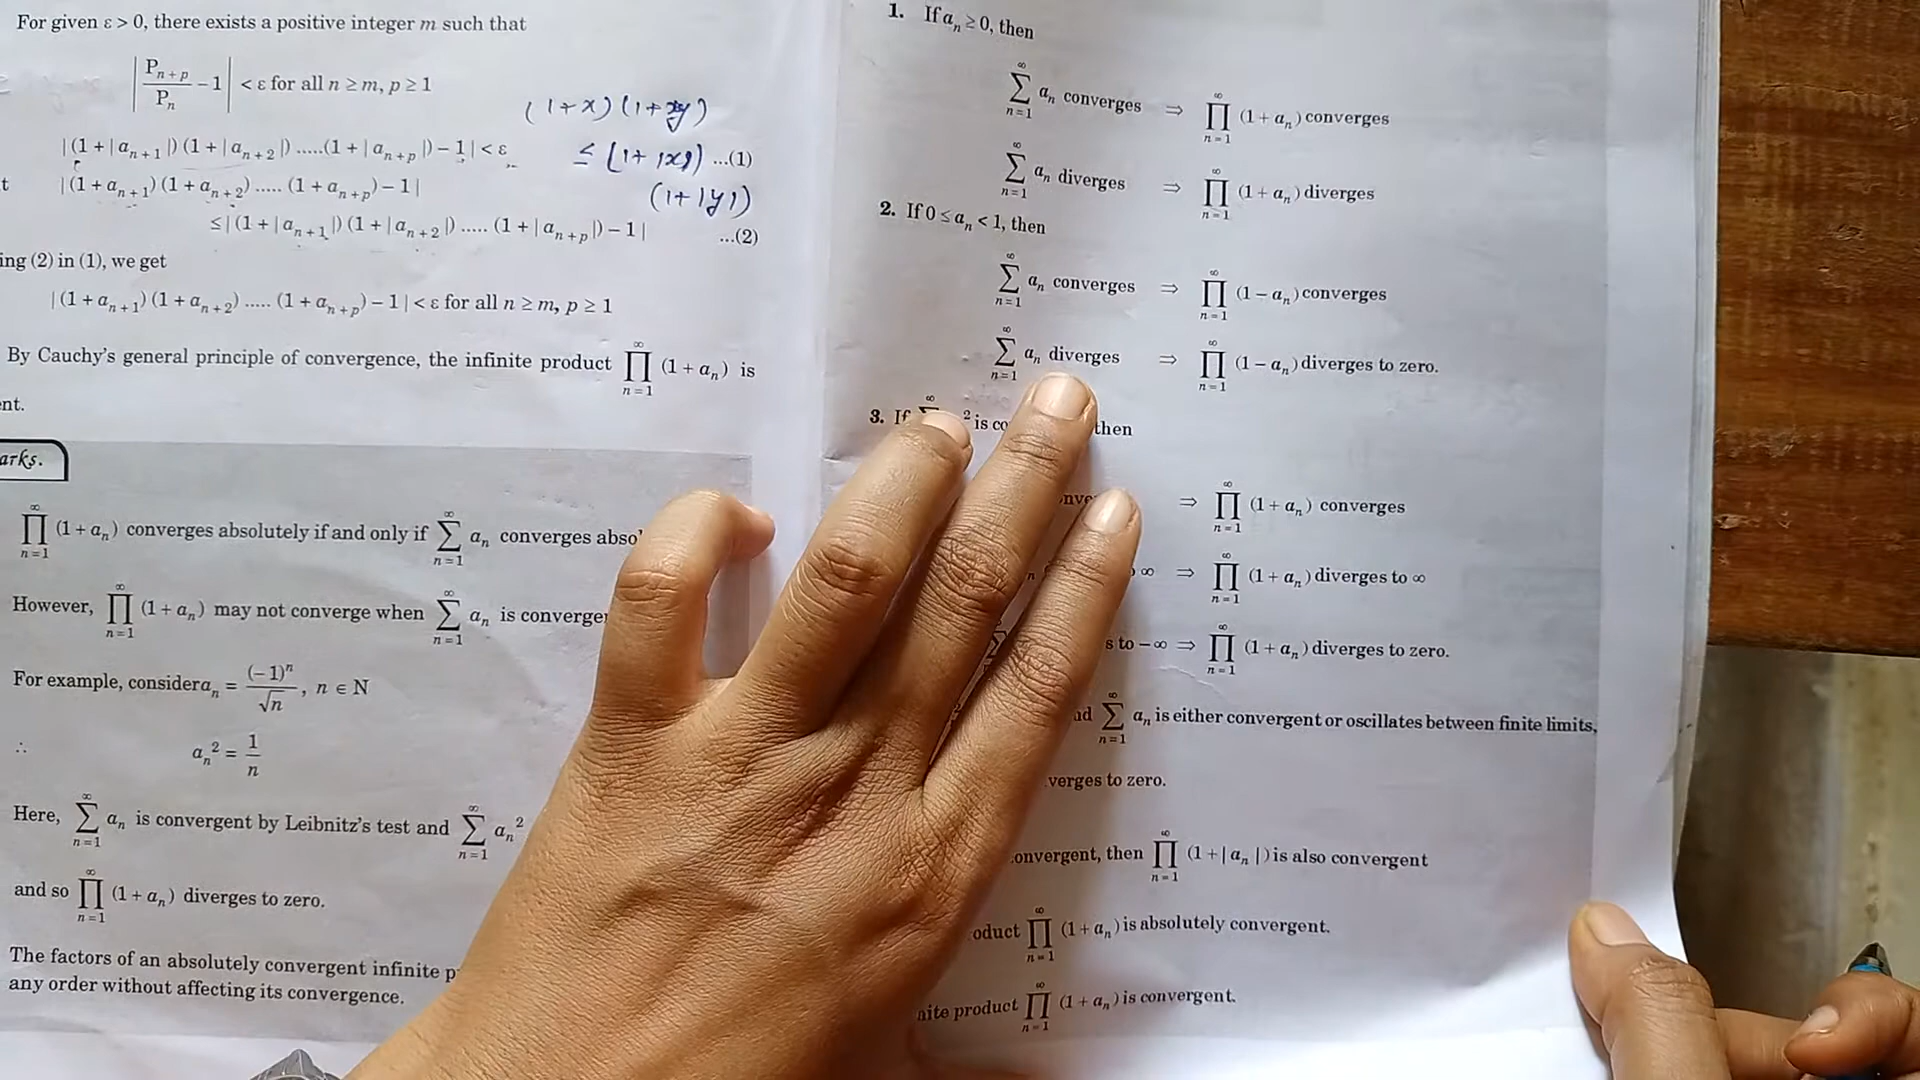 For given ε > 0, there exists a positive integer m such that
| P_{n+p} / P_n − 1 | < ε for all n ≥ m, p ≥ 1
| (1 + | a_{n+1} |) (1 + | a_{n+2} |) .....(1 + | a_{n+p} |) − 1 | < ε ...(1)
t | (1 + a_{n+1}) (1 + a_{n+2}) ..... (1 + a_{n+p}) − 1 |
≤ | (1 + | a_{n+1} |) (1 + | a_{n+2} |) ..... (1 + | a_{n+p} |) − 1 | ...(2)
(1+x)(1+y)
≤ (1+|x|)
(1+|y|)
ing (2) in (1), we get
| (1 + a_{n+1}) (1 + a_{n+2}) ..... (1 + a_{n+p}) − 1 | < ε for all n ≥ m, p ≥ 1
By Cauchy's general principle of convergence, the infinite product ∏_{n=1}^{∞} (1 + a_n) is
ent.
arks.
∏_{n=1}^{∞} (1 + a_n) converges absolutely if and only if ∑_{n=1}^{∞} a_n converges abso
However, ∏_{n=1}^{∞} (1 + a_n) may not converge when ∑_{n=1}^{∞} a_n is converge
For example, consider a_n = (−1)^n / √n , n ∈ N
∴ a_n^2 = 1 / n
Here, ∑_{n=1}^{∞} a_n is convergent by Leibnitz's test and ∑_{n=1}^{∞} a_n^2
and so ∏_{n=1}^{∞} (1 + a_n) diverges to zero.
The factors of an absolutely convergent infinite p
any order without affecting its convergence.
1. If a_n ≥ 0, then
∑_{n=1}^{∞} a_n converges ⇒ ∏_{n=1}^{∞} (1 + a_n) converges
∑_{n=1}^{∞} a_n diverges ⇒ ∏_{n=1}^{∞} (1 + a_n) diverges
2. If 0 ≤ a_n < 1, then
∑_{n=1}^{∞} a_n converges ⇒ ∏_{n=1}^{∞} (1 − a_n) converges
∑_{n=1}^{∞} a_n diverges ⇒ ∏_{n=1}^{∞} (1 − a_n) diverges to zero.
3. If ∑^{∞} ^2 is co then
nve ⇒ ∏_{n=1}^{∞} (1 + a_n) converges
∞ ⇒ ∏_{n=1}^{∞} (1 + a_n) diverges to ∞
s to − ∞ ⇒ ∏_{n=1}^{∞} (1 + a_n) diverges to zero.
nd ∑_{n=1}^{∞} a_n is either convergent or oscillates between finite limits,
verges to zero.
onvergent, then ∏_{n=1}^{∞} (1 + | a_n |) is also convergent
oduct ∏_{n=1}^{∞} (1 + a_n) is absolutely convergent.
nite product ∏_{n=1}^{∞} (1 + a_n) is convergent.